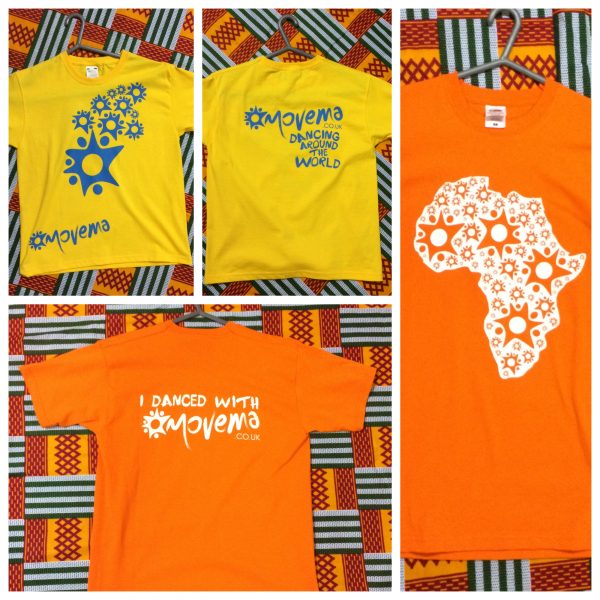 movema
movema
.CO.UK
DANCING
AROUND
THE
WORLD
I DANCED WITH
movema
.CO.UK